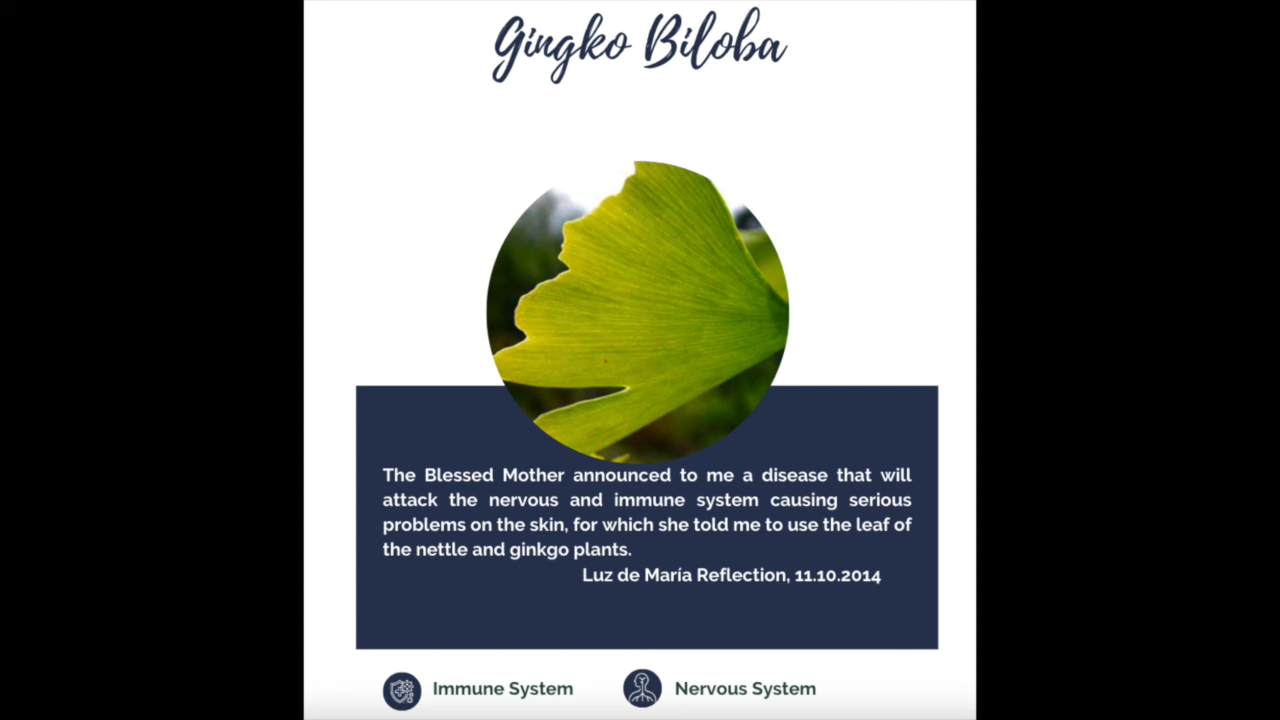 Gingko Biloba
The Blessed Mother announced to me a disease that will
attack the nervous and immune system causing serious
problems on the skin, for which she told me to use the leaf of
the nettle and ginkgo plants.
Luz de María Reflection, 11.10.2014
Immune System
Nervous System